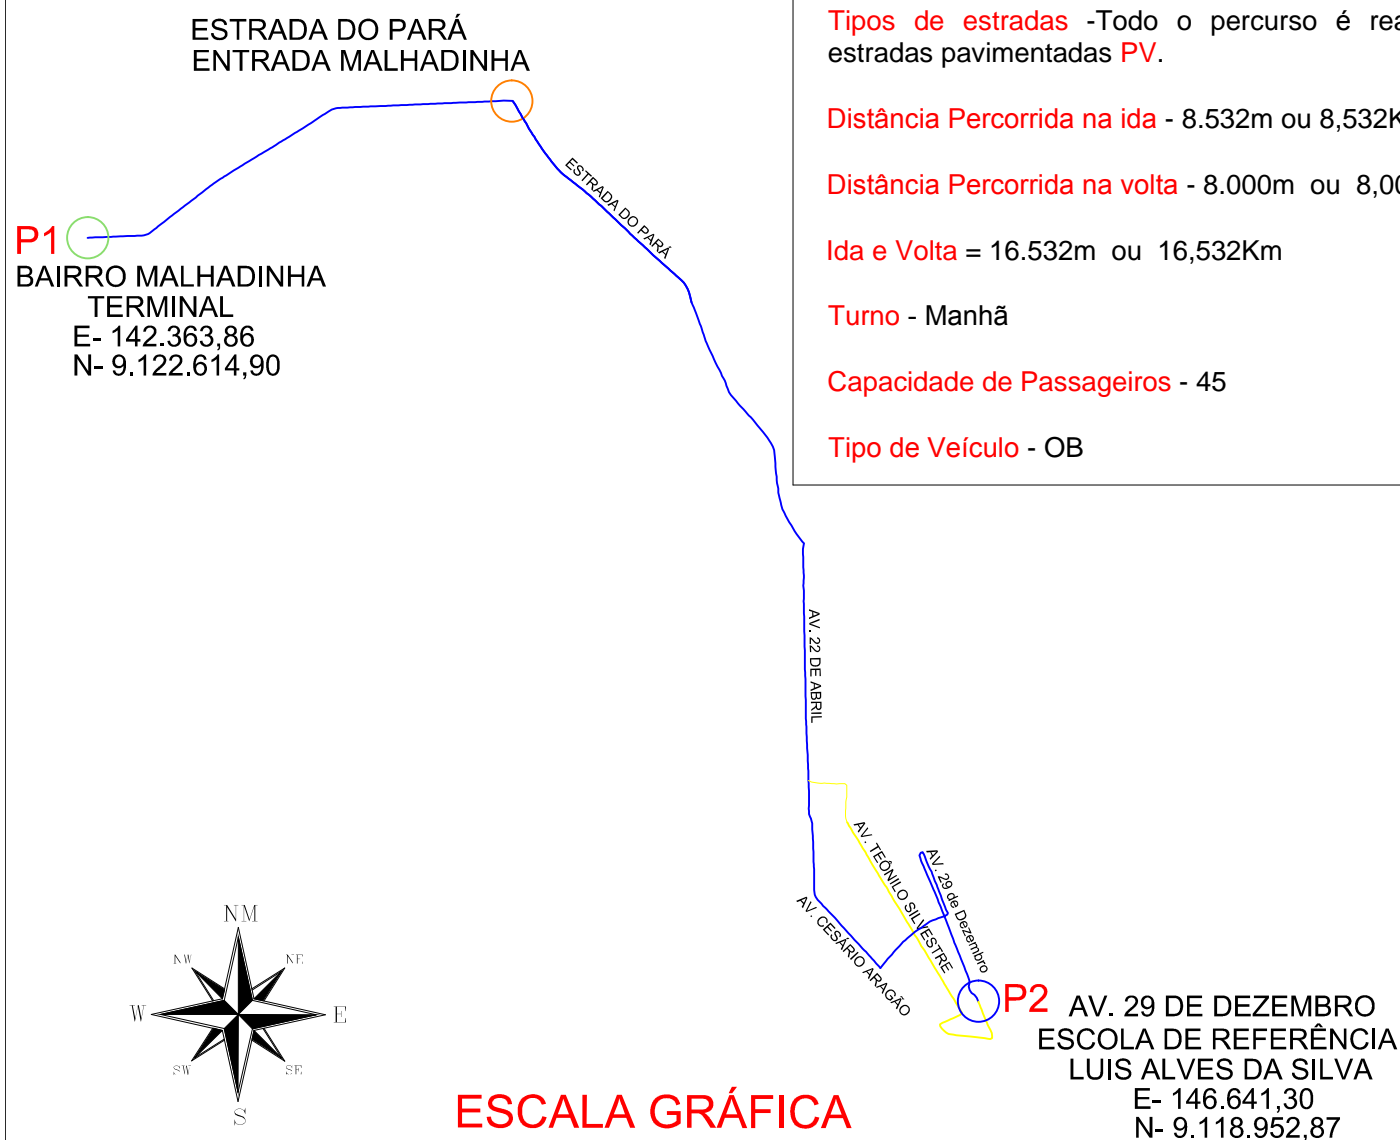 ESTRADA DO PARÁ
ENTRADA MALHADINHA
Tipos de estradas -Todo o percurso é rea
estradas pavimentadas PV.
Distância Percorrida na ida - 8.532m ou 8,532K
Distância Percorrida na volta - 8.000m ou 8,00
Ida e Volta = 16.532m ou 16,532Km
Turno - Manhã
Capacidade de Passageiros - 45
Tipo de Veículo - OB
ESTRADA DO PARÁ
P1
BAIRRO MALHADINHA
TERMINAL
E- 142.363,86
N- 9.122.614,90
AV. 22 DE ABRIL
AV. TEÔNILO SILVESTRE
AV. 29 de Dezembro
AV. CESÁRIO ARAGÃO
NM
NW
NE
W
E
SW
SE
S
P2
AV. 29 DE DEZEMBRO
ESCOLA DE REFERÊNCIA
LUIS ALVES DA SILVA
E- 146.641,30
N- 9.118.952,87
ESCALA GRÁFICA